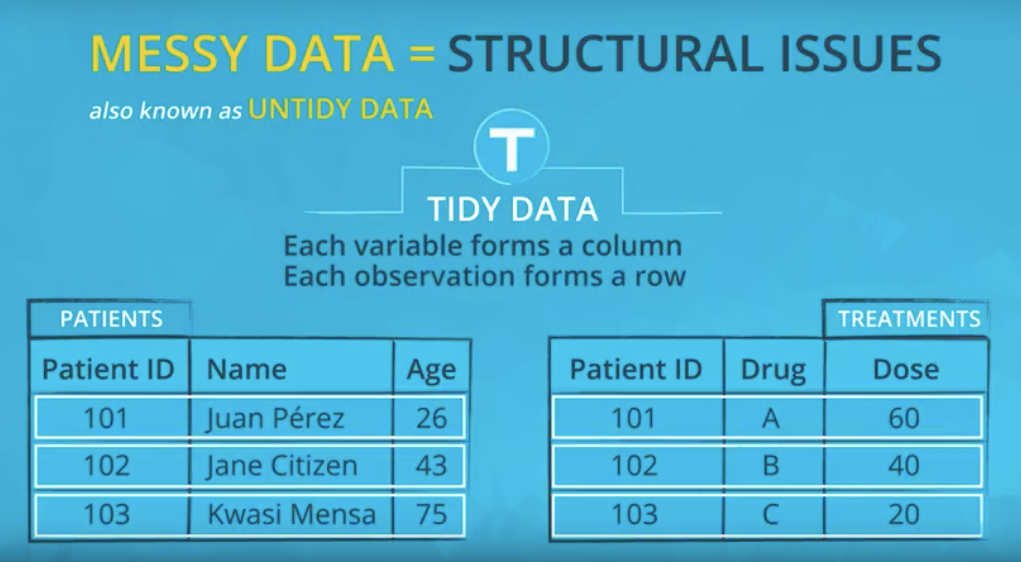 MESSY DATA = STRUCTURAL ISSUES
also known as UNTIDY DATA
T
TIDY DATA
Each variable forms a column
Each observation forms a row
PATIENTS
Patient ID Name Age
101 Juan Pérez 26
102 Jane Citizen 43
103 Kwasi Mensa 75
TREATMENTS
Patient ID Drug Dose
101 A 60
102 B 40
103 C 20